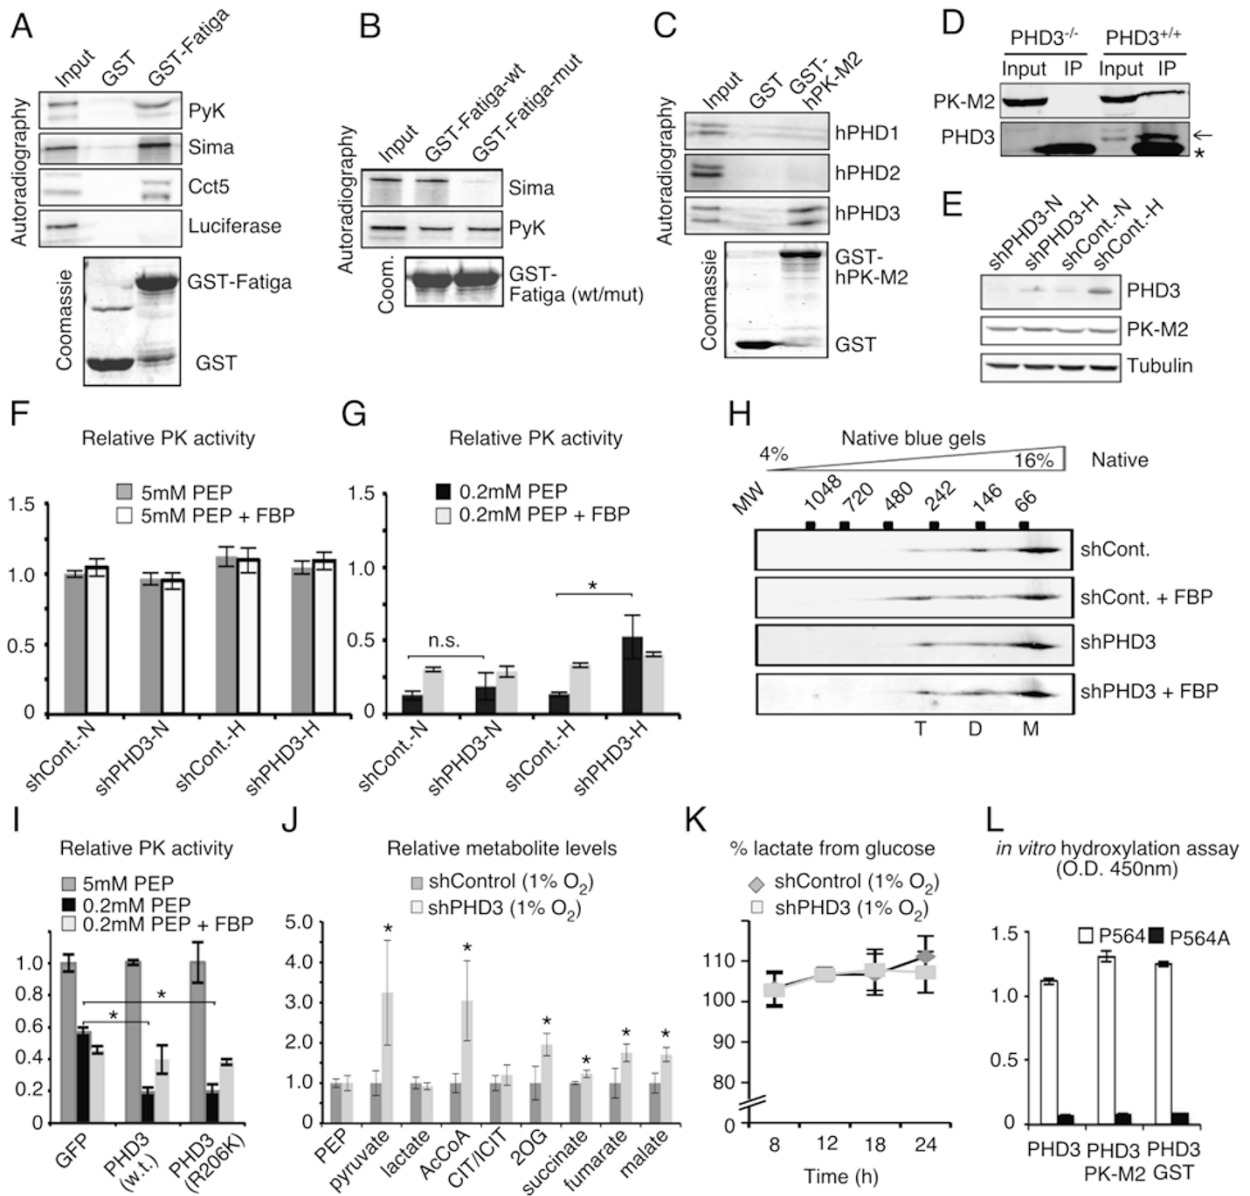 A
Input
GST
GST-Fatiga
Autoradiography
PyK
Sima
Cct5
Luciferase
Coomassie
GST-Fatiga
GST
B
Input
GST-Fatiga-wt
GST-Fatiga-mut
Autoradiography
Sima
PyK
Coom.
GST-
Fatiga (wt/mut)
C
Input
GST
GST-
hPK-M2
Autoradiography
hPHD1
hPHD2
hPHD3
Coomassie
GST-
hPK-M2
GST
D
PHD3-/- PHD3+/+
Input IP Input IP
PK-M2
PHD3
←
*
E
shPHD3-N
shPHD3-H
shCont.-N
shCont.-H
PHD3
PK-M2
Tubulin
F
Relative PK activity
5mM PEP
5mM PEP + FBP
1.5
1.0
0.5
0
shCont.-N
shPHD3-N
shCont.-H
shPHD3-H
G
Relative PK activity
0.2mM PEP
0.2mM PEP + FBP
1.5
1.0
0.5
0
n.s.
*
shCont.-N
shPHD3-N
shCont.-H
shPHD3-H
H
Native blue gels
4%
16%
Native
MW
1048
720
480
242
146
66
shCont.
shCont. + FBP
shPHD3
shPHD3 + FBP
T D M
I
Relative PK activity
5mM PEP
0.2mM PEP
0.2mM PEP + FBP
1
0.8
0.6
0.4
0.2
0
*
*
GFP
PHD3
(w.t.)
PHD3
(R206K)
J
Relative metabolite levels
shControl (1% O2)
shPHD3 (1% O2)
5.0
4.0
3.0
2.0
1.0
0
*
*
*
*
*
*
PEP
pyruvate
lactate
AcCoA
CIT/ICIT
2OG
succinate
fumarate
malate
K
% lactate from glucose
shControl (1% O2)
shPHD3 (1% O2)
110
100
90
80
0
8 12 18 24
Time (h)
L
in vitro hydroxylation assay
(O.D. 450nm)
P564 P564A
1.5
1.0
0.5
0
PHD3 PHD3 PHD3
PK-M2 GST